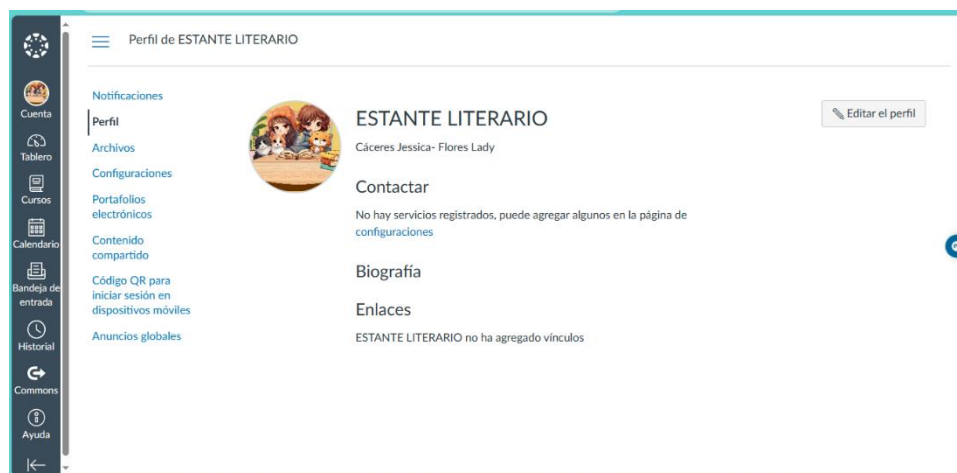 Perfil de ESTANTE LITERARIO
Cuenta
Tablero
Cursos
Calendario
Bandeja de
entrada
Historial
Commons
Ayuda
Notificaciones
Perfil
Archivos
Configuraciones
Portafolios
electrónicos
Contenido
compartido
Código QR para
iniciar sesión en
dispositivos móviles
Anuncios globales
ESTANTE LITERARIO
Cáceres Jessica- Flores Lady
Editar el perfil
Contactar
No hay servicios registrados, puede agregar algunos en la página de
configuraciones
Biografía
Enlaces
ESTANTE LITERARIO no ha agregado vínculos